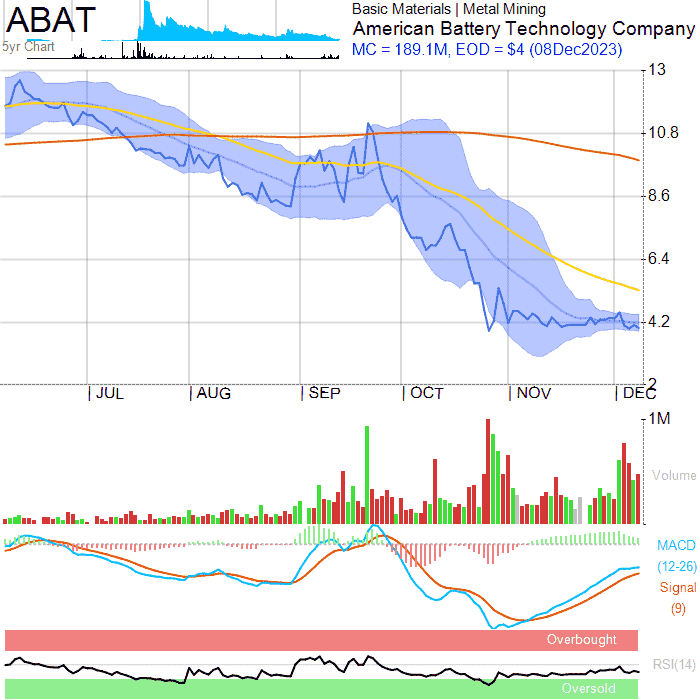 ABAT
5yr Chart
Basic Materials | Metal Mining
American Battery Technology Company
MC = 189.1M, EOD = $4 (08Dec2023)
13
10.8
8.6
6.4
4.2
2
JUL AUG SEP OCT NOV DEC
1M
Volume
MACD
(12-26)
Signal
(9)
Overbought
RSI(14)
Oversold